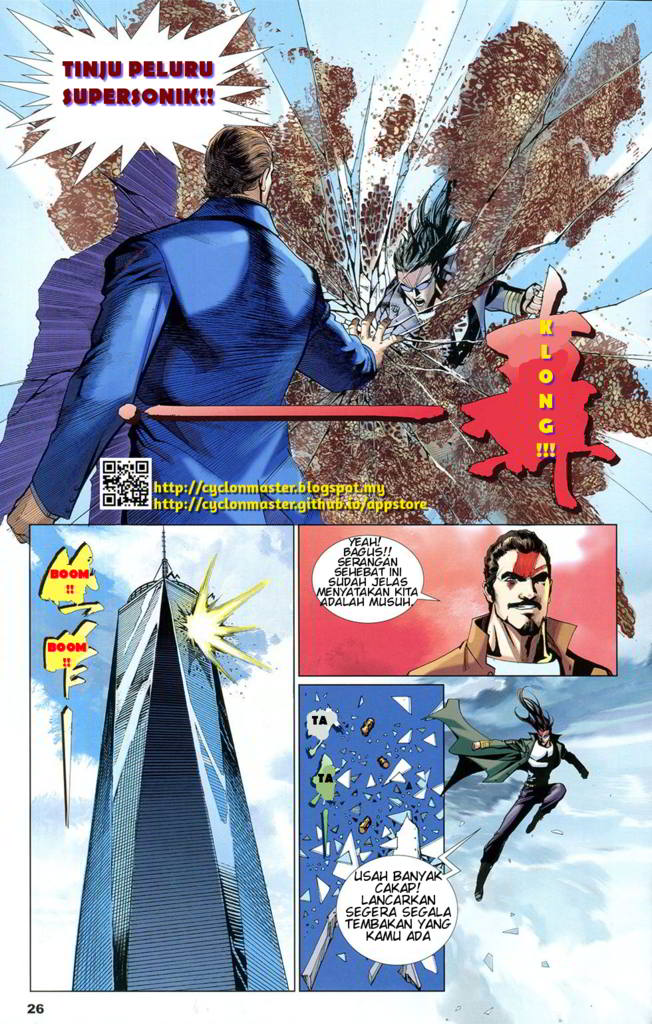 TINJU PELURU
SUPERSONIK!!
KLONG!!!
http://cyclonmaster.blogspot.my
http://cyclonmaster.github.io/appstore
BOOM
!!
BOOM
!!
YEAH!
BAGUS!!
SERANGAN
SEHEBAT INI
SUDAH JELAS
MENYATAKAN KITA
ADALAH MUSUH.
TA
TA
USAH BANYAK
CAKAP!
LANCARKAN
SEGERA SEGALA
TEMBAKAN YANG
KAMU ADA
26